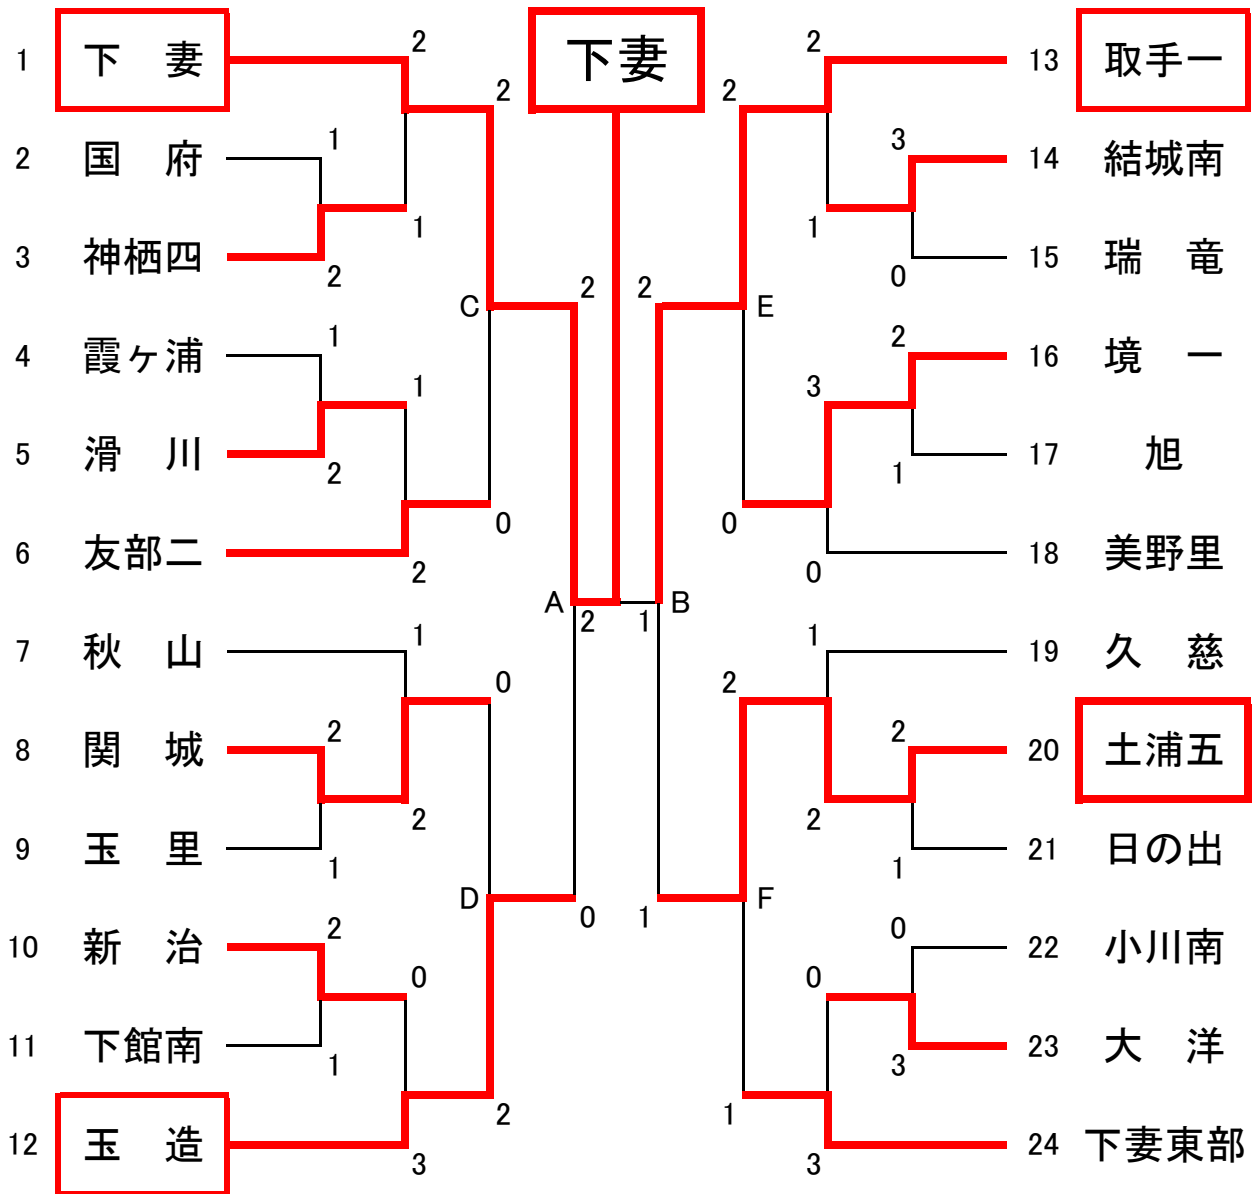 下妻
1 下 妻
2 国 府
3 神栖四
4 霞ヶ浦
5 滑 川
6 友部二
7 秋 山
8 関 城
9 玉 里
10 新 治
11 下館南
12 玉 造
2
1
2
1
2
1
1
2
2
2
1
1
2
2
1
0
1
2
3
2
0
0
2
C
D
2
0
A
2
1
B
2
1
E
F
2
0
2
1
2
1
3
0
1
2
0
3
3
0
2
1
2
1
0
3
13 取手一
14 結城南
15 瑞 竜
16 境 一
17 旭
18 美野里
19 久 慈
20 土浦五
21 日の出
22 小川南
23 大 洋
24 下妻東部